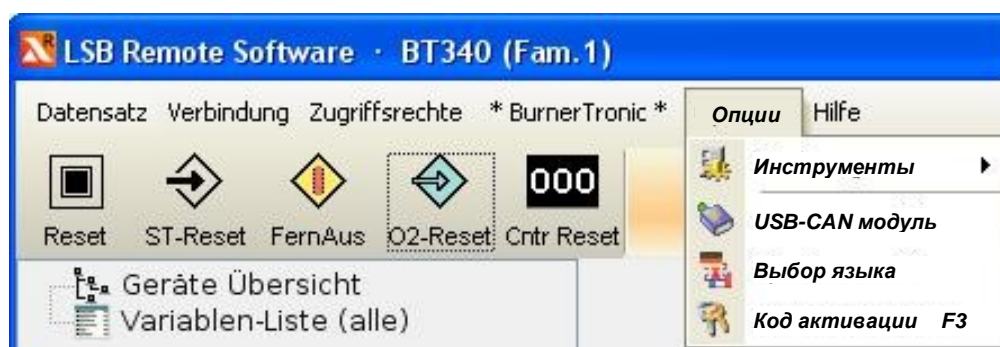 LSB Remote Software · BT340 (Fam.1)
Datensatz Verbindung Zugriffsrechte * BurnerTronic * Опции Hilfe
000
Reset ST-Reset FernAus O2-Reset Cntr Reset
Geräte Übersicht
Variablen-Liste (alle)
Инструменты
USB-CAN модуль
Выбор языка
Код активации F3